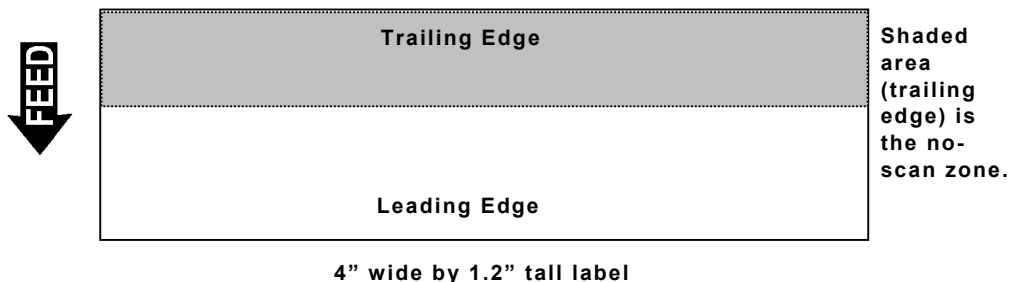 FEED
Trailing Edge
Shaded
area
(trailing
edge) is
the no-
scan zone.
Leading Edge
4” wide by 1.2” tall label